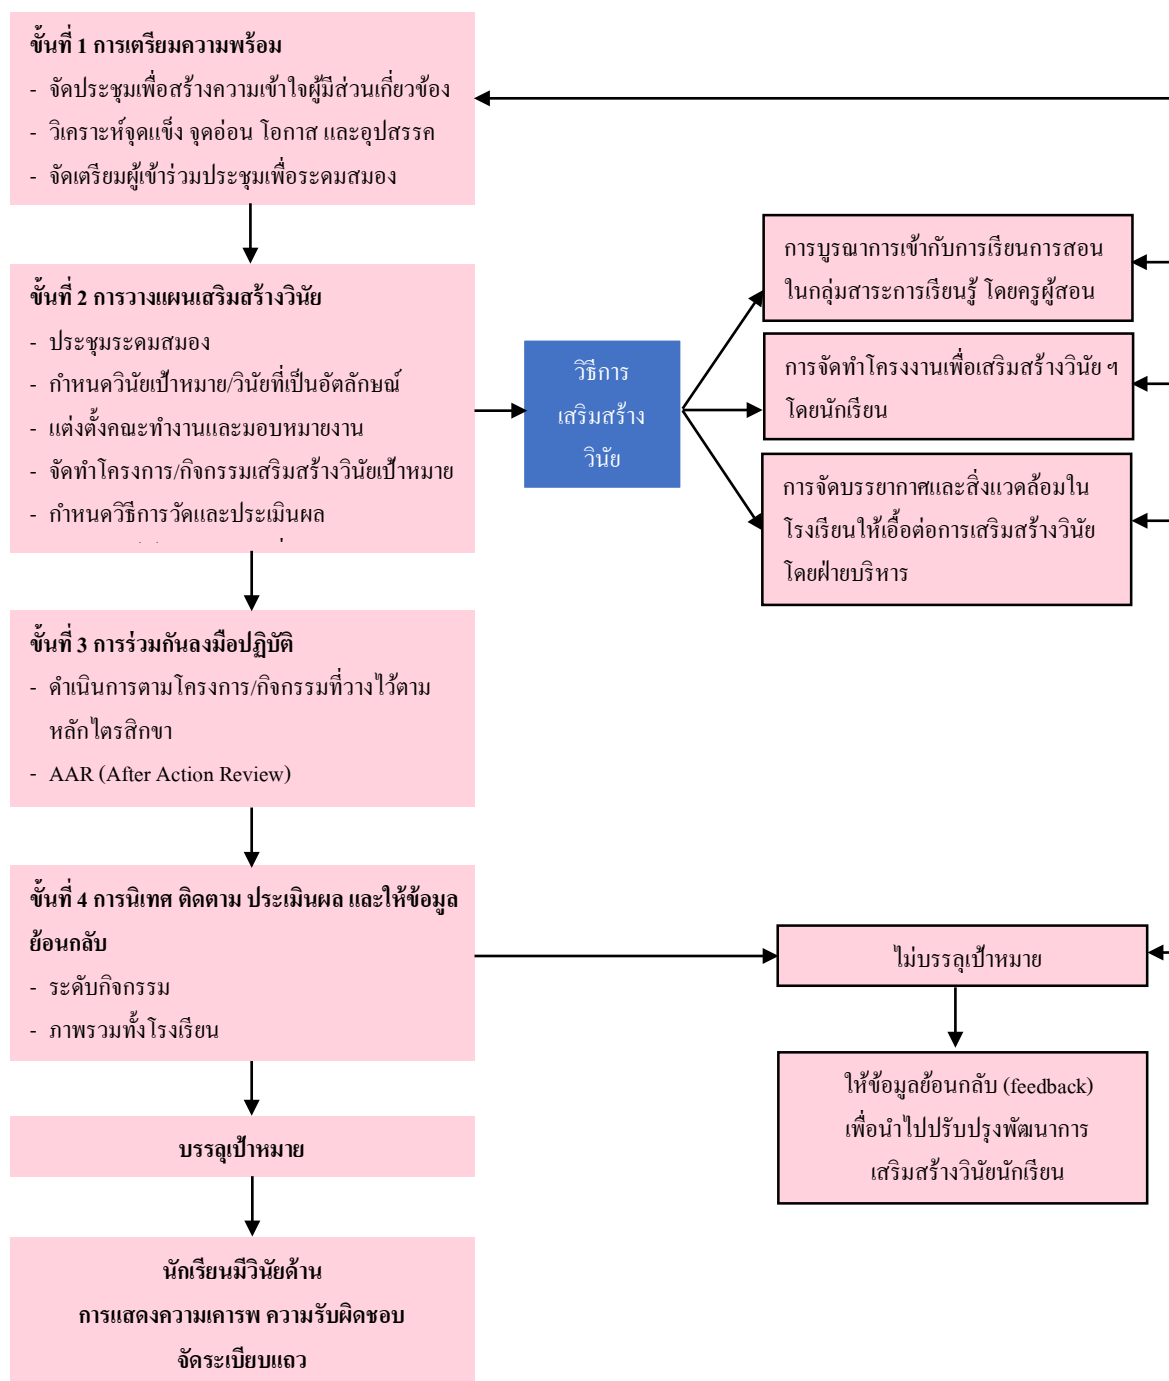 ขั้นที่ 1 การเตรียมความพร้อม
- จัดประชุมเพื่อสร้างความเข้าใจผู้มีส่วนเกี่ยวข้อง
- วิเคราะห์จุดแข็ง จุดอ่อน โอกาส และอุปสรรค
- จัดเตรียมผู้เข้าร่วมประชุมเพื่อระดมสมอง
ขั้นที่ 2 การวางแผนเสริมสร้างวินัย
- ประชุมระดมสมอง
- กำหนดวินัยเป้าหมาย/วินัยที่เป็นอัตลักษณ์
- แต่งตั้งคณะทำงานและมอบหมายงาน
- จัดทำโครงการ/กิจกรรมเสริมสร้างวินัยเป้าหมาย
- กำหนดวิธีการวัดและประเมินผล
วิธีการ
เสริมสร้าง
วินัย
การบูรณาการเข้ากับการเรียนการสอน
ในกลุ่มสาระการเรียนรู้ โดยครูผู้สอน
การจัดทำโครงงานเพื่อเสริมสร้างวินัย ฯ
โดยนักเรียน
การจัดบรรยากาศและสิ่งแวดล้อมใน
โรงเรียนให้เอื้อต่อการเสริมสร้างวินัย
โดยฝ่ายบริหาร
ขั้นที่ 3 การร่วมกันลงมือปฏิบัติ
- ดำเนินการตามโครงการ/กิจกรรมที่วางไว้ตาม
หลักไตรสิกขา
- AAR (After Action Review)
ขั้นที่ 4 การนิเทศ ติดตาม ประเมินผล และให้ข้อมูล
ย้อนกลับ
- ระดับกิจกรรม
- ภาพรวมทั้งโรงเรียน
ไม่บรรลุเป้าหมาย
ให้ข้อมูลย้อนกลับ (feedback)
เพื่อนำไปปรับปรุงพัฒนาการ
เสริมสร้างวินัยนักเรียน
บรรลุเป้าหมาย
นักเรียนมีวินัยด้าน
การแสดงความเคารพ ความรับผิดชอบ
จัดระเบียบแถว